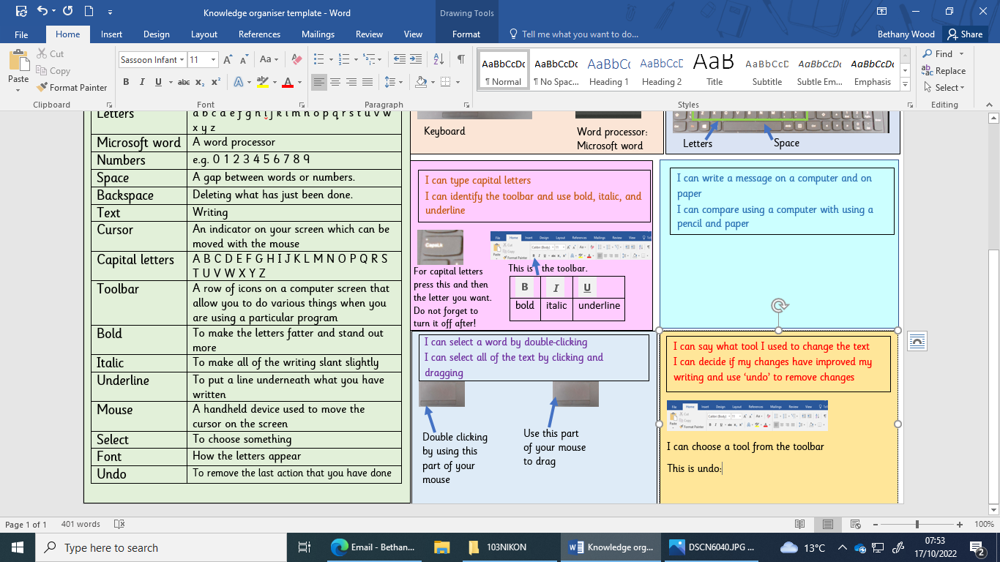 Knowledge organiser template - Word
Drawing Tools
File Home Insert Design Layout References Mailings Review View Format Tell me what you want to do... Bethany Wood Share
Paste
Cut
Copy
Format Painter
Clipboard
Sassoon Infant 11
Font
Paragraph
AaBbCcDc AaBbCcDc AaBbCc AaBbCcD AaB AaBbCcD AaBbCcDc AaBbCcDc
¶ Normal ¶ No Spac... Heading 1 Heading 2 Title Subtitle Subtle Em... Emphasis
Styles
Find
Replace
Select
Editing
Letters a b c d e f g h i j k l m n o p q r s t u v w
x y z
Microsoft word A word processor
Numbers e.g. 0 1 2 3 4 5 6 7 8 9
Space A gap between words or numbers.
Backspace Deleting what has just been done.
Text Writing
Cursor An indicator on your screen which can be
moved with the mouse
Capital letters A B C D E F G H I J K L M N O P Q R S
T U V W X Y Z
Toolbar A row of icons on a computer screen that
allow you to do various things when you
are using a particular program
Bold To make the letters fatter and stand out
more
Italic To make all of the writing slant slightly
Underline To put a line underneath what you have
written
Mouse A handheld device used to move the
cursor on the screen
Select To choose something
Font How the letters appear
Undo To remove the last action that you have done
Keyboard
Word processor:
Microsoft word
Letters
Space
I can type capital letters
I can identify the toolbar and use bold, italic, and
underline
For capital letters
press this and then
the letter you want.
Do not forget to
turn it off after!
This is the toolbar.
B I U
bold italic underline
I can write a message on a computer and on
paper
I can compare using a computer with using a
pencil and paper
I can select a word by double-clicking
I can select all of the text by clicking and
dragging
Double clicking
by using this
part of your
mouse
Use this part
of your mouse
to drag
I can say what tool I used to change the text
I can decide if my changes have improved my
writing and use ‘undo’ to remove changes
I can choose a tool from the toolbar
This is undo:
Page 1 of 1 401 words
100%
Type here to search
Email - Bethan...
103NIKON
Knowledge org...
DSCN6040.JPG ...
13°C
07:53
17/10/2022
2